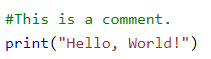 #This is a comment.
print("Hello, World!")